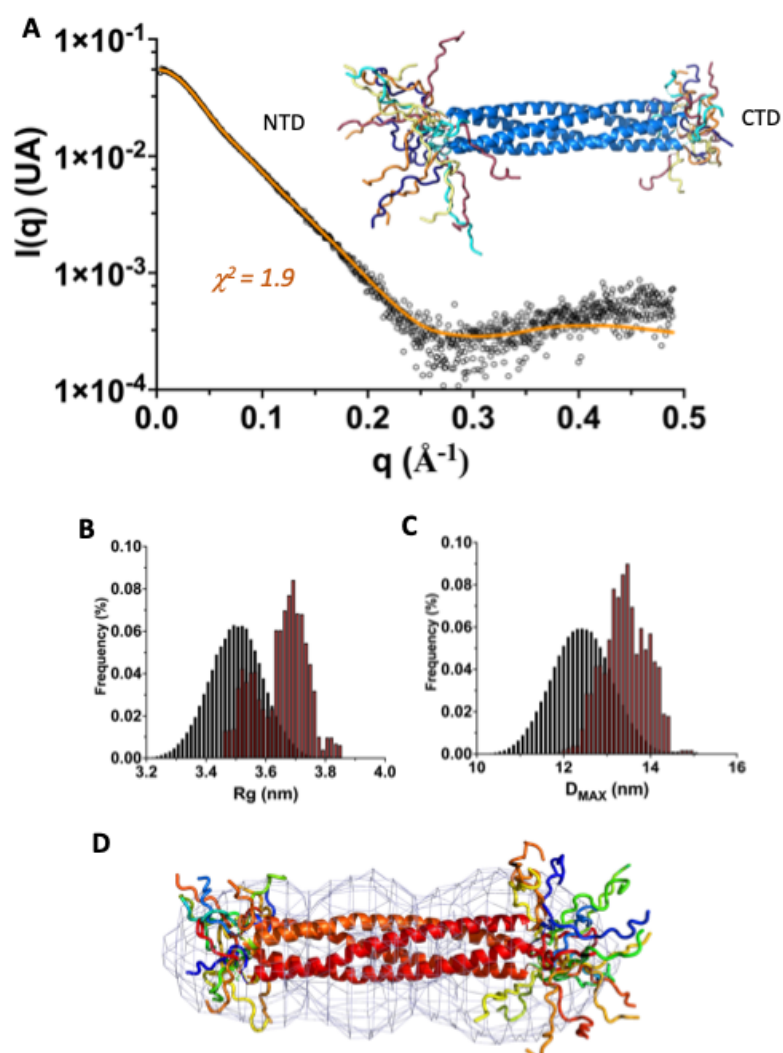 A
1×10⁻¹
1×10⁻²
1×10⁻³
1×10⁻⁴
I(q) (UA)
NTD
CTD
χ² = 1.9
0.0 0.1 0.2 0.3 0.4 0.5
q (Å⁻¹)
B
0.10
0.08
0.06
0.04
0.02
0.00
Frequency (%)
3.2 3.4 3.6 3.8 4.0
Rg (nm)
C
0.10
0.08
0.06
0.04
0.02
0.00
Frequency (%)
10 12 14 16
D_MAX (nm)
D